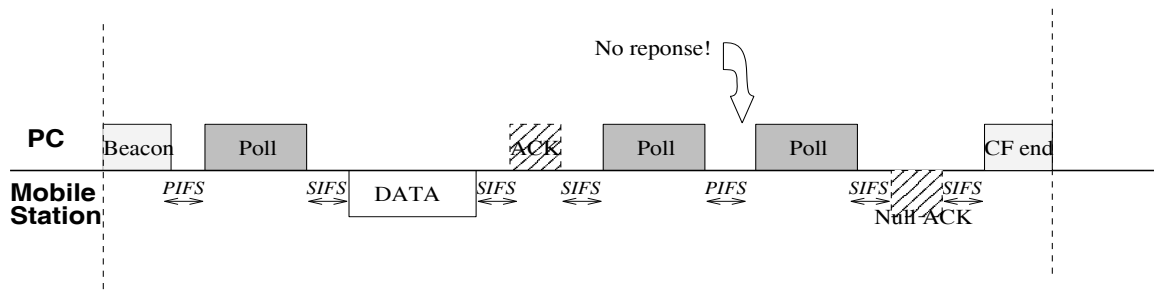 No reponse!
PC
Beacon
Poll
ACK
Poll
Poll
CF end
Mobile
Station
PIFS
SIFS
DATA
SIFS
SIFS
PIFS
SIFS
Null ACK
SIFS